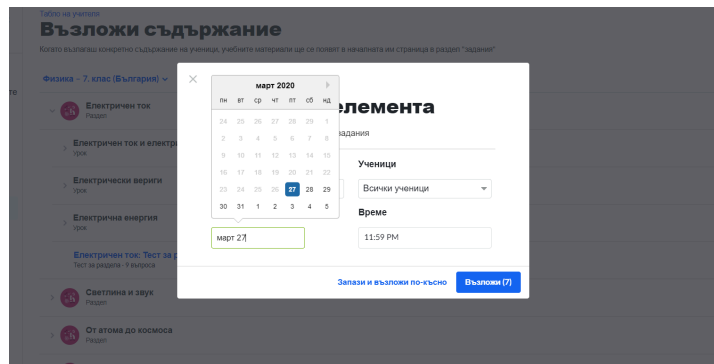 Табло на учителя
Възложи съдържание
Когато възлагаш конкретно съдържание на ученици, учебните материали ще се появят в началната им страница в раздел "задания"
Физика – 7. клас (България)
те
Електричен ток
Раздел
Електричен ток и електри
Урок
Електрически вериги
Урок
Електрична енергия
Урок
Електричен ток: Тест за р
Тест за раздела · 9 въпроса
Светлина и звук
Раздел
От атома до космоса
Раздел
март 2020
пн вт ср чт пт сб нд
24 25 26 27 28 29 1
2 3 4 5 6 7 8
9 10 11 12 13 14 15
16 17 18 19 20 21 22
23 24 25 26 27 28 29
30 31 1 2 3 4 5
елемента
задания
Ученици
Всички ученици
Време
март 27
11:59 PM
Запази и възложи по-късно
Възложи (7)